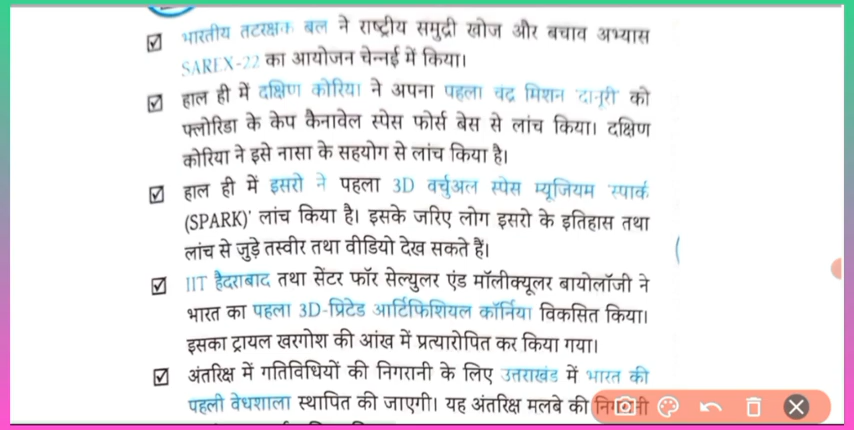 भारतीय तटरक्षक बल ने राष्ट्रीय समुद्री खोज और बचाव अभ्यास
SAREX-22 का आयोजन चेन्नई में किया।
हाल ही में दक्षिण कोरिया ने अपना पहला चंद्र मिशन 'दानूरी' को
फ्लोरिडा के केप कैनावेल स्पेस फोर्स बेस से लांच किया। दक्षिण
कोरिया ने इसे नासा के सहयोग से लांच किया है।
हाल ही में इसरो ने पहला 3D वर्चुअल स्पेस म्यूजियम 'स्पार्क
(SPARK)' लांच किया है। इसके जरिए लोग इसरो के इतिहास तथा
लांच से जुड़े तस्वीर तथा वीडियो देख सकते हैं।
IIT हैदराबाद तथा सेंटर फॉर सेल्युलर एंड मॉलीक्यूलर बायोलॉजी ने
भारत का पहला 3D-प्रिटेड आर्टिफिशियल कॉर्निया विकसित किया।
इसका ट्रायल खरगोश की आंख में प्रत्यारोपित कर किया गया।
अंतरिक्ष में गतिविधियों की निगरानी के लिए उत्तराखंड में भारत की
पहली वेधशाला स्थापित की जाएगी। यह अंतरिक्ष मलबे की